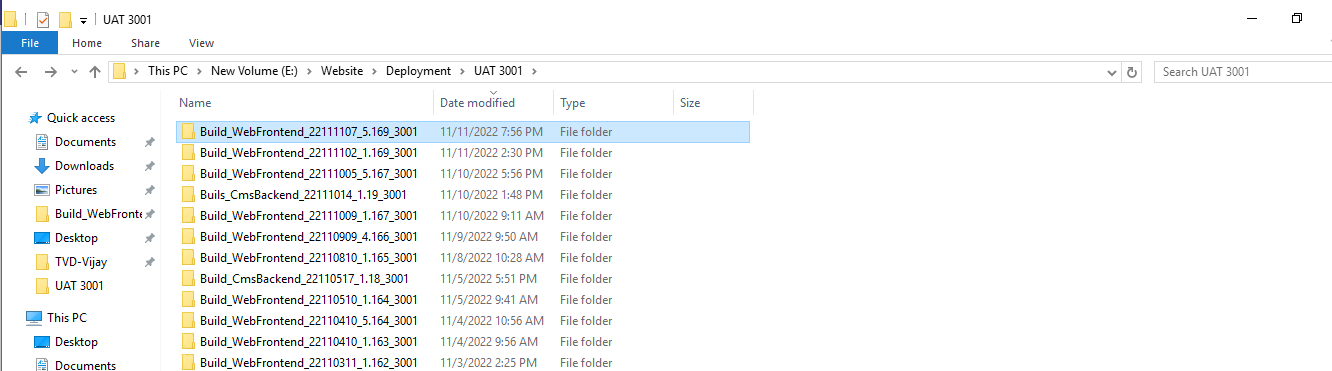 UAT 3001
File Home Share View
This PC New Volume (E:) Website Deployment UAT 3001 Search UAT 3001
Name Date modified Type Size
Quick access
Documents
Downloads
Pictures
Build_WebFronte
Desktop
TVD-Vijay
UAT 3001
This PC
Desktop
Documents
Build_WebFrontend_22111107_5.169_3001 11/11/2022 7:56 PM File folder
Build_WebFrontend_22111102_1.169_3001 11/11/2022 2:30 PM File folder
Build_WebFrontend_22111005_5.167_3001 11/10/2022 5:56 PM File folder
Buils_CmsBackend_22111014_1.19_3001 11/10/2022 1:48 PM File folder
Build_WebFrontend_22111009_1.167_3001 11/10/2022 9:11 AM File folder
Build_WebFrontend_22110909_4.166_3001 11/9/2022 9:50 AM File folder
Build_WebFrontend_22110810_1.165_3001 11/8/2022 10:28 AM File folder
Build_CmsBackend_22110517_1.18_3001 11/5/2022 5:51 PM File folder
Build_WebFrontend_22110510_1.164_3001 11/5/2022 9:41 AM File folder
Build_WebFrontend_22110410_5.164_3001 11/4/2022 10:56 AM File folder
Build_WebFrontend_22110410_1.163_3001 11/4/2022 9:56 AM File folder
Build_WebFrontend_22110311_1.162_3001 11/3/2022 2:25 PM File folder